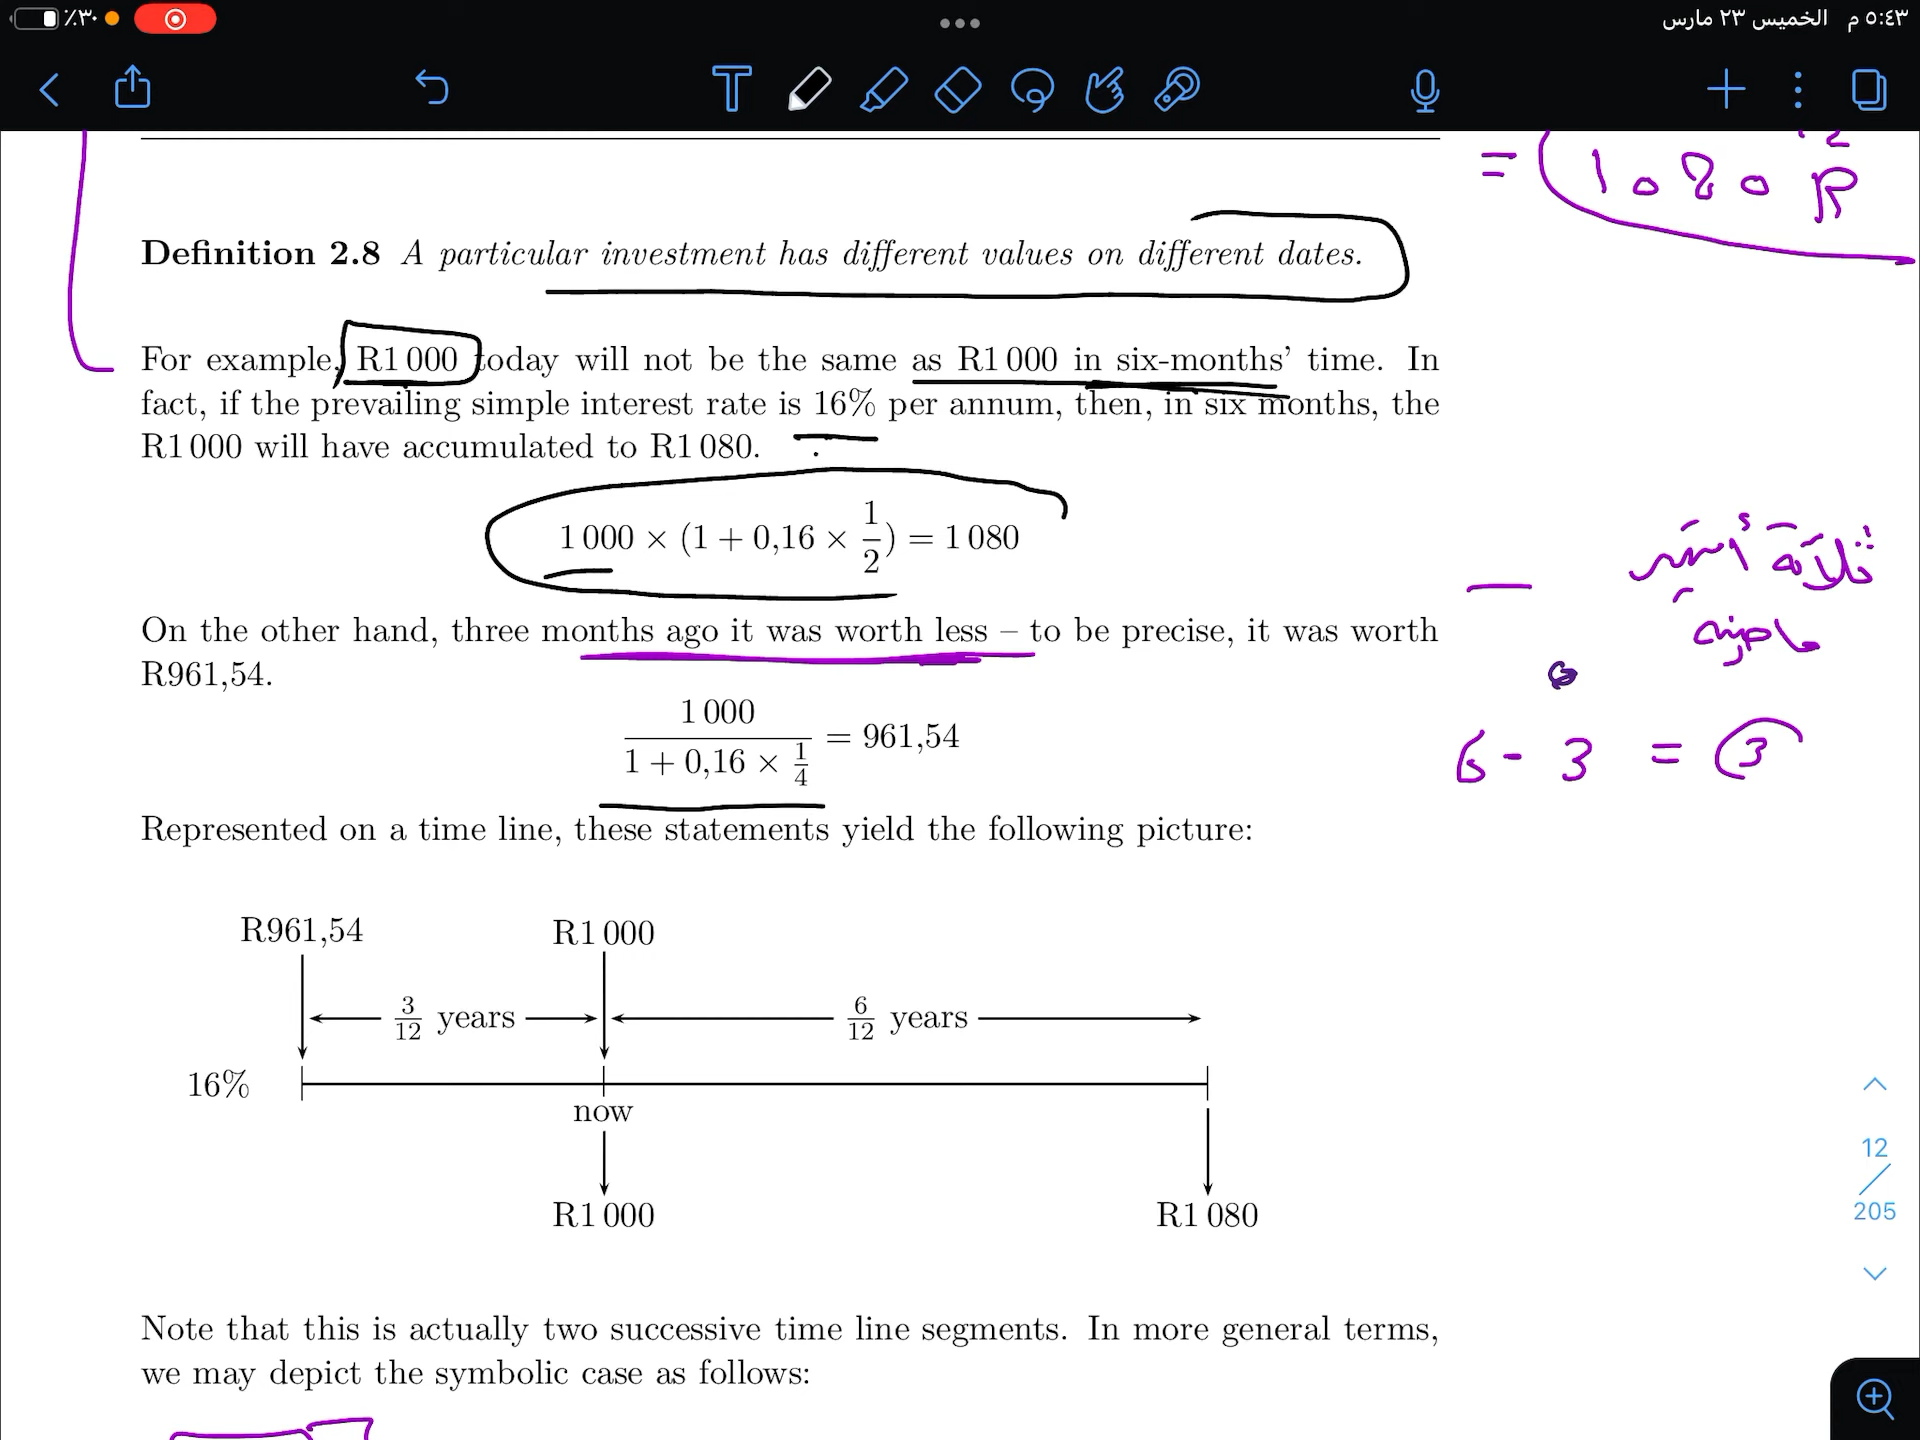 ٪٣٠
٥:٤٣ م الخميس ٢٣ مارس
= 1080 R
Definition 2.8 A particular investment has different values on different dates.
For example, R1 000 today will not be the same as R1 000 in six-months' time. In
fact, if the prevailing simple interest rate is 16% per annum, then, in six months, the
R1 000 will have accumulated to R1 080.
1 000 × (1 + 0,16 × 1/2) = 1 080
ثلاثة أشهر
ماضية
On the other hand, three months ago it was worth less – to be precise, it was worth
R961,54.
1 000 / (1 + 0,16 × 1/4) = 961,54
6 - 3 = 3
Represented on a time line, these statements yield the following picture:
R961,54 R1 000
3/12 years 6/12 years
16%
now
R1 000 R1 080
12
/
205
Note that this is actually two successive time line segments. In more general terms,
we may depict the symbolic case as follows: